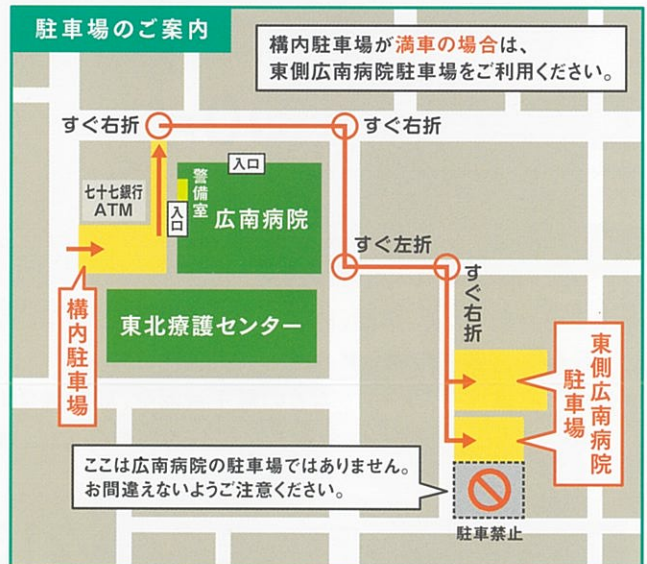 駐車場のご案内
構内駐車場が満車の場合は、
東側広南病院駐車場をご利用ください。
すぐ右折
すぐ右折
七十七銀行
ATM
警備室
入口
入口
広南病院
すぐ左折
すぐ右折
構内駐車場
東北療護センター
東側広南病院
駐車場
ここは広南病院の駐車場ではありません。
お間違えないようご注意ください。
駐車禁止